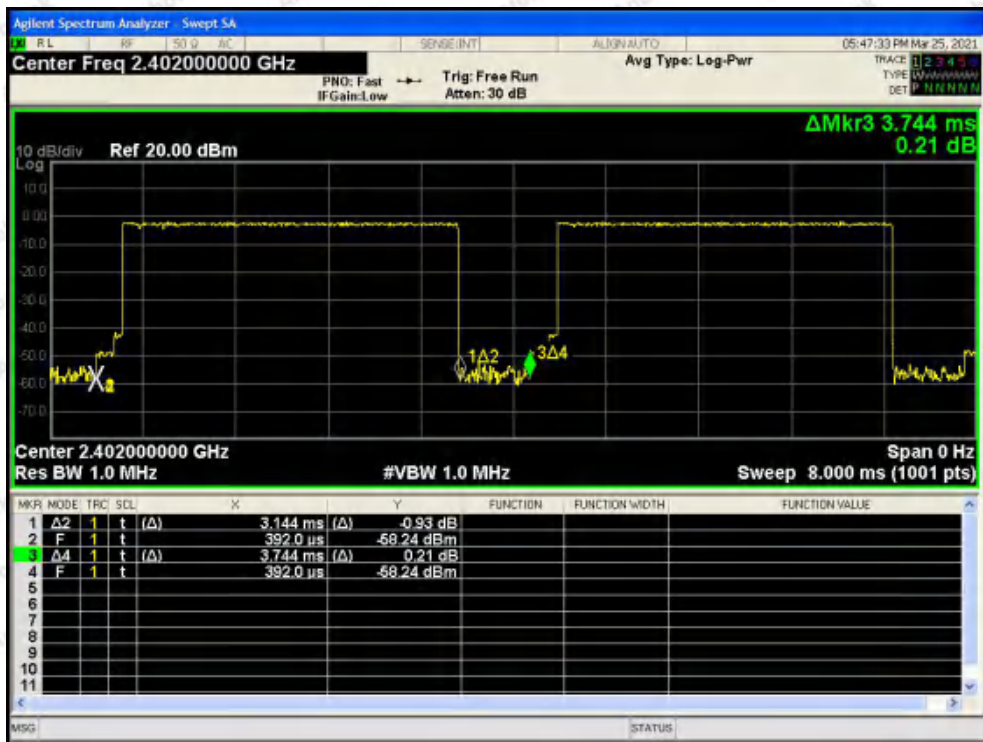 Agilent Spectrum Analyzer - Swept SA
LXI RL RF 50 Ω AC SENSE:INT ALIGN AUTO 05:47:33 PM Mar 25, 2021
Center Freq 2.402000000 GHz Avg Type: Log-Pwr TRACE 1 2 3 4 5 6
PNO: Fast Trig: Free Run TYPE WWWWWW
IFGain:Low Atten: 30 dB DET P N N N N N
ΔMkr3 3.744 ms
0.21 dB
10 dB/div Ref 20.00 dBm
Log
10.0
0.00
-10.0
-20.0
-30.0
-40.0
-50.0
-60.0
-70.0
1Δ2 3Δ4
X
Center 2.402000000 GHz Span 0 Hz
Res BW 1.0 MHz #VBW 1.0 MHz Sweep 8.000 ms (1001 pts)
MKR MODE TRC SCL X Y FUNCTION FUNCTION WIDTH FUNCTION VALUE
1 Δ2 1 t (Δ) 3.144 ms (Δ) -0.93 dB
2 F 1 t 392.0 µs -58.24 dBm
3 Δ4 1 t (Δ) 3.744 ms (Δ) 0.21 dB
4 F 1 t 392.0 µs -58.24 dBm
5
6
7
8
9
10
11
MSG STATUS